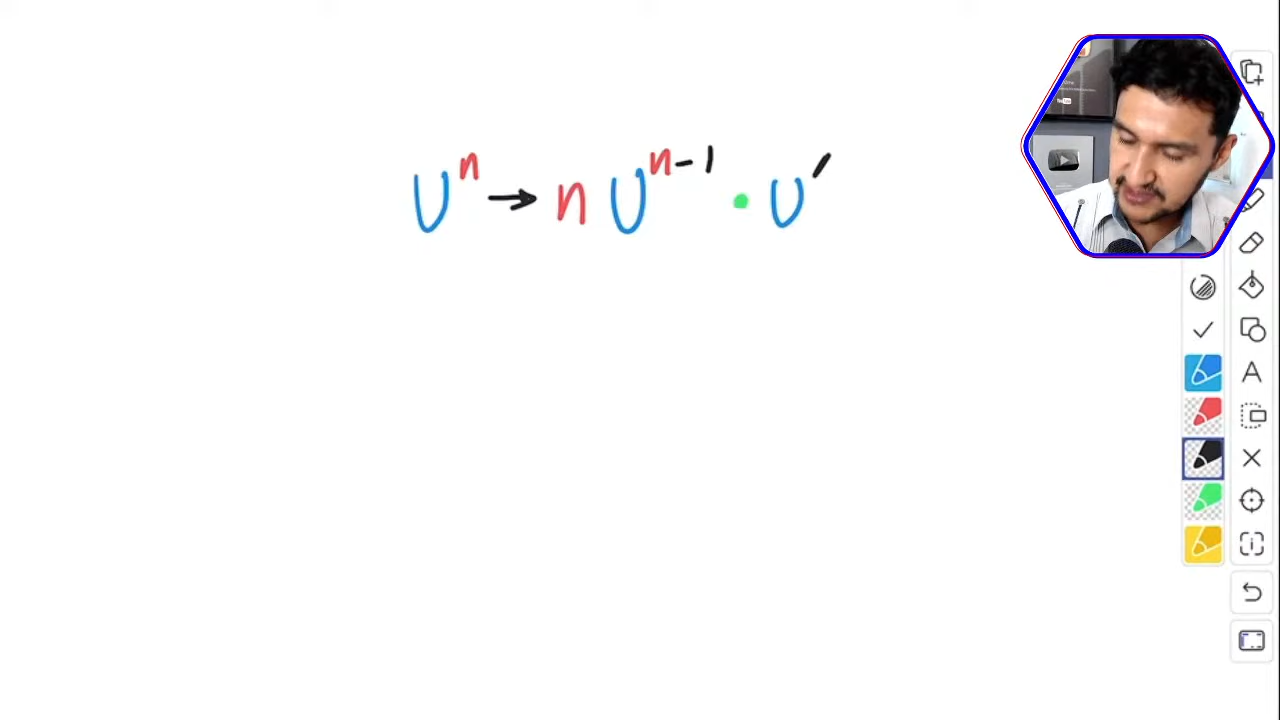 Uⁿ → n Uⁿ⁻¹ · U′